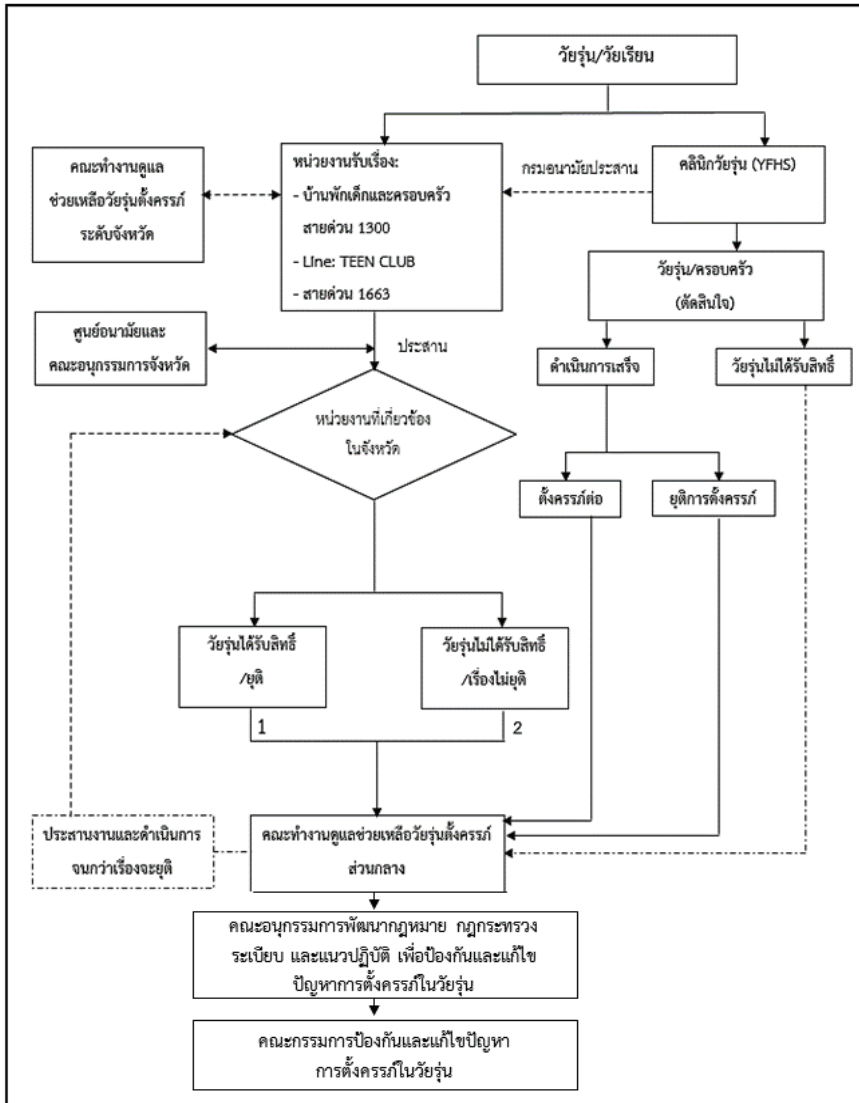 วัยรุ่น/วัยเรียน
คณะทำงานดูแล
ช่วยเหลือวัยรุ่นตั้งครรภ์
ระดับจังหวัด
หน่วยงานรับเรื่อง:
- บ้านพักเด็กและครอบครัว
สายด่วน 1300
- Line: TEEN CLUB
- สายด่วน 1663
กรมอนามัยประสาน
คลินิกวัยรุ่น (YFHS)
วัยรุ่น/ครอบครัว
(ตัดสินใจ)
ศูนย์อนามัยและ
คณะอนุกรรมการจังหวัด
ประสาน
ดำเนินการเสร็จ
วัยรุ่นไม่ได้รับสิทธิ์
หน่วยงานที่เกี่ยวข้อง
ในจังหวัด
ตั้งครรภ์ต่อ
ยุติการตั้งครรภ์
วัยรุ่นได้รับสิทธิ์
/ยุติ
วัยรุ่นไม่ได้รับสิทธิ์
/เรื่องไม่ยุติ
1
2
ประสานงานและดำเนินการ
จนกว่าเรื่องจะยุติ
คณะทำงานดูแลช่วยเหลือวัยรุ่นตั้งครรภ์
ส่วนกลาง
คณะอนุกรรมการพัฒนากฎหมาย กฎกระทรวง
ระเบียบ และแนวปฏิบัติ เพื่อป้องกันและแก้ไข
ปัญหาการตั้งครรภ์ในวัยรุ่น
คณะกรรมการป้องกันและแก้ไขปัญหา
การตั้งครรภ์ในวัยรุ่น